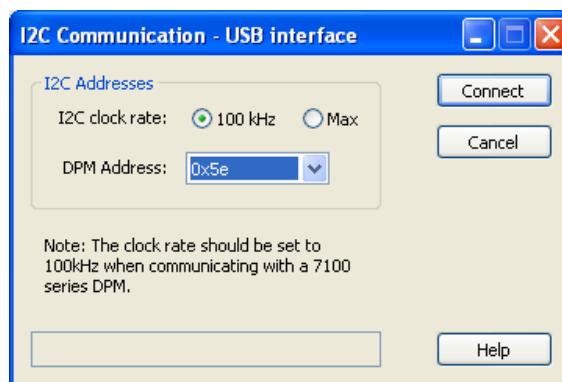 I2C Communication - USB interface
I2C Addresses
I2C clock rate: 100 kHz Max
DPM Address: 0x5e
Connect
Cancel
Note: The clock rate should be set to
100kHz when communicating with a 7100
series DPM.
Help